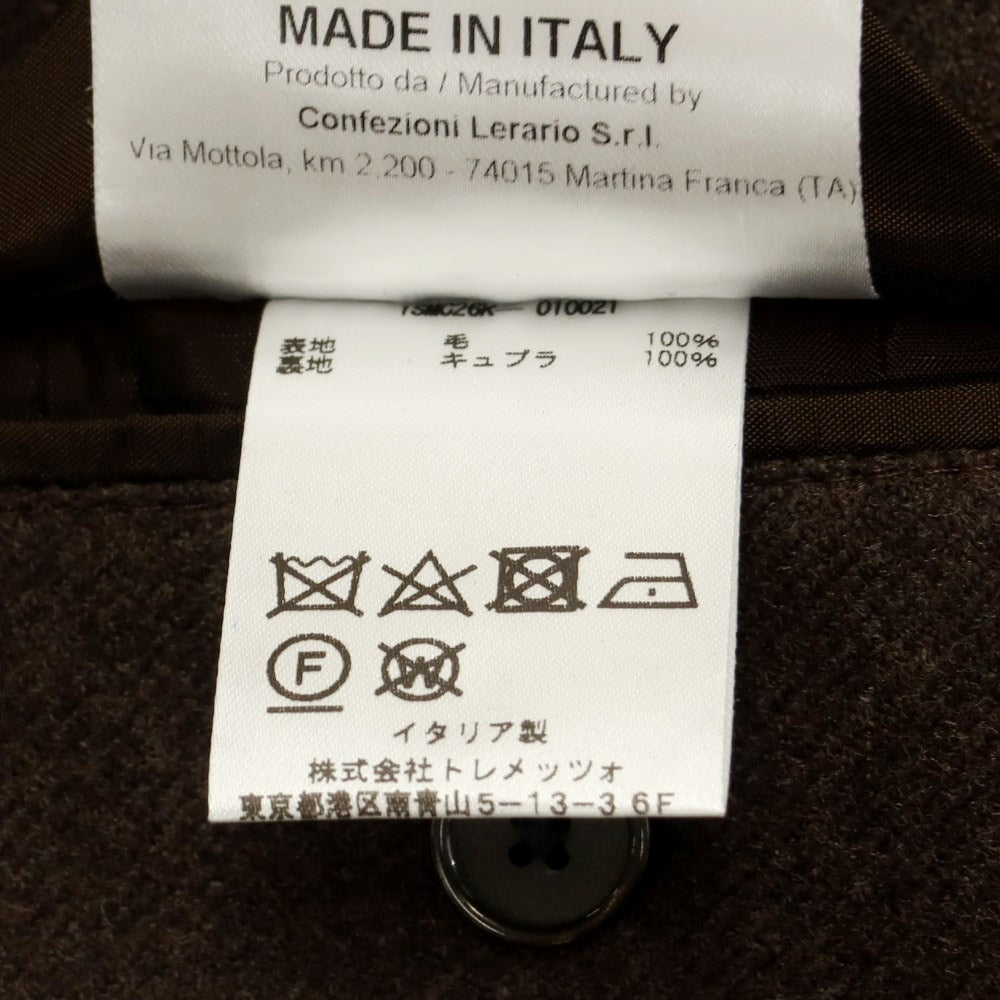 MADE IN ITALY
Prodotto da / Manufactured by
Confezioni Lerario S.r.l.
Via Mottola, km 2,200 - 74015 Martina Franca (TA)
010021
表地 毛 100%
裏地 キュプラ 100%
F W
イタリア製
株式会社トレメッツォ
東京都港区南青山5-13-3 6F